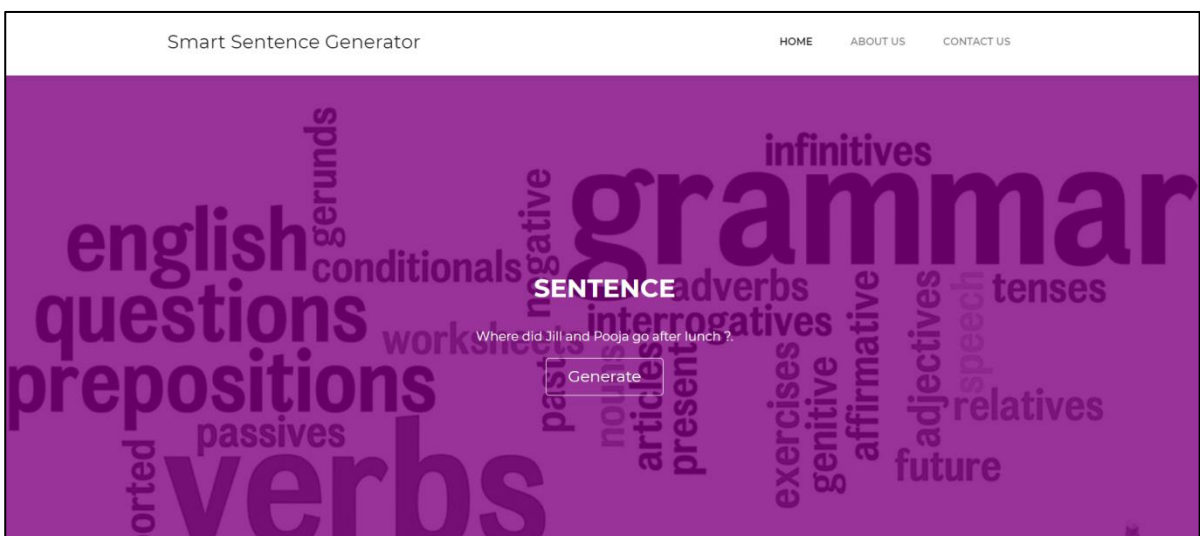 Smart Sentence Generator
HOME ABOUT US CONTACT US
gerunds
infinitives
grammar
negative
english
conditionals
SENTENCE
adverbs
tenses
questions
interrogatives
worksheets
Where did Jill and Pooja go after lunch ?.
Generate
prepositions
past
nouns
articles
present
exercises
genitive
affirmative
adjectives
speech
relatives
passives
verbs
future
orted